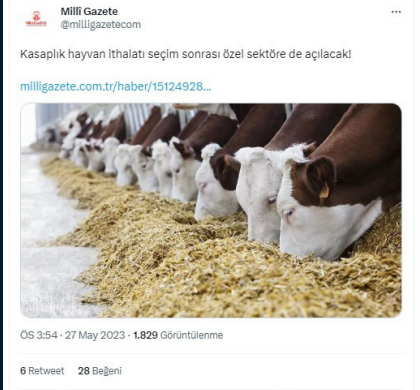 Millî Gazete
@milligazetecom
Kasaplık hayvan ithalatı seçim sonrası özel sektöre de açılacak!
milligazete.com.tr/haber/15124928...
ÖS 3:54 · 27 May 2023 · 1.829 Görüntülenme
6 Retweet 28 Beğeni